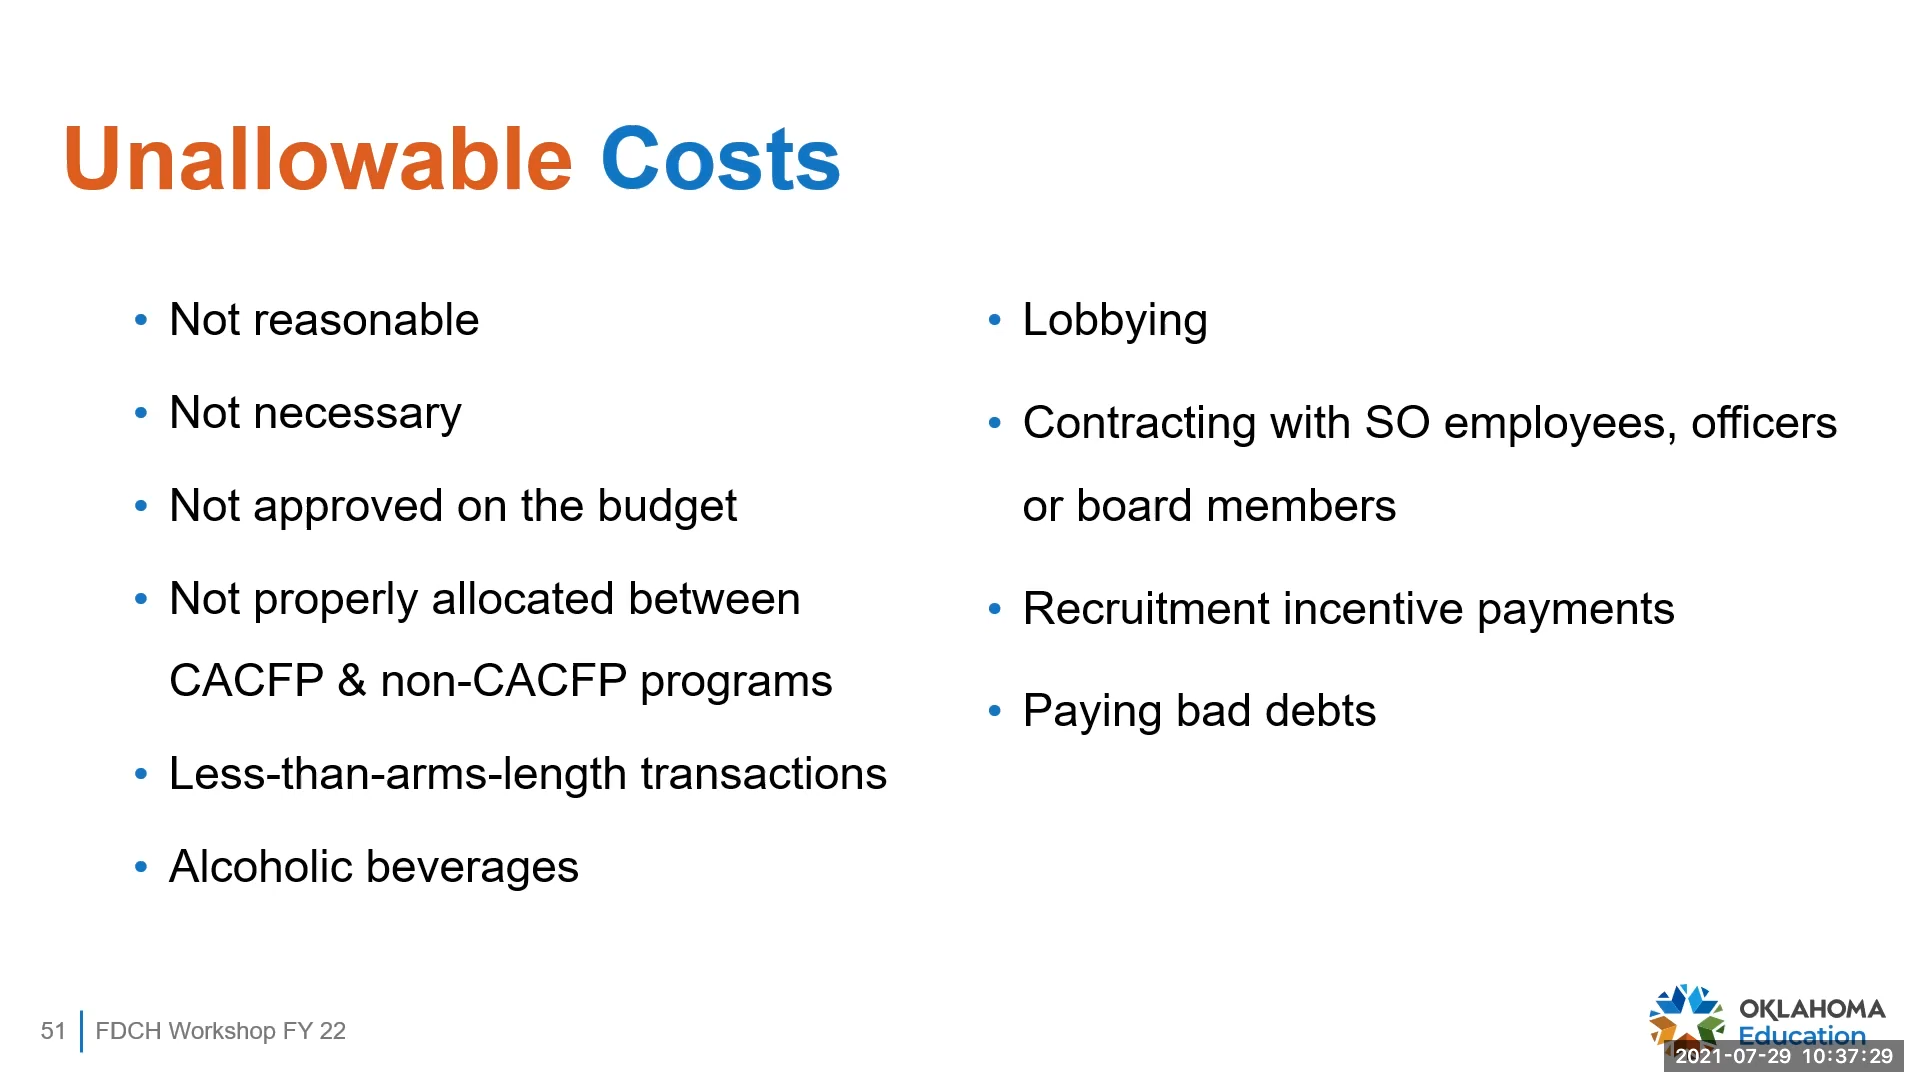 Unallowable Costs
• Not reasonable
• Not necessary
• Not approved on the budget
• Not properly allocated between
CACFP & non-CACFP programs
• Less-than-arms-length transactions
• Alcoholic beverages
• Lobbying
• Contracting with SO employees, officers
or board members
• Recruitment incentive payments
• Paying bad debts
51 FDCH Workshop FY 22
OKLAHOMA
Education
2021-07-29 10:37:29